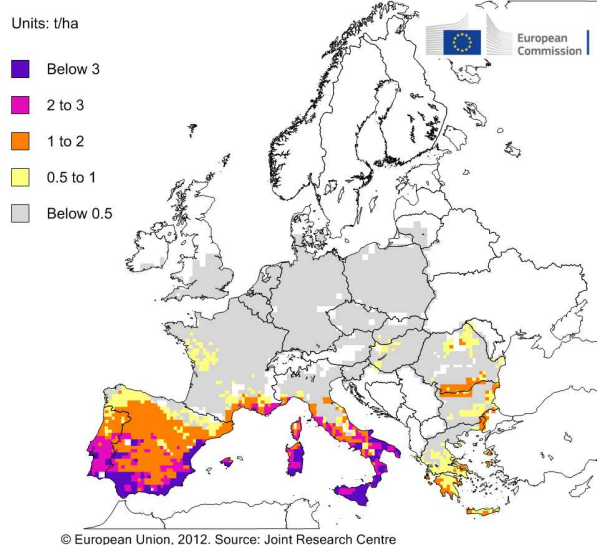 Units: t/ha
European
Commission
Below 3
2 to 3
1 to 2
0.5 to 1
Below 0.5
© European Union, 2012. Source: Joint Research Centre